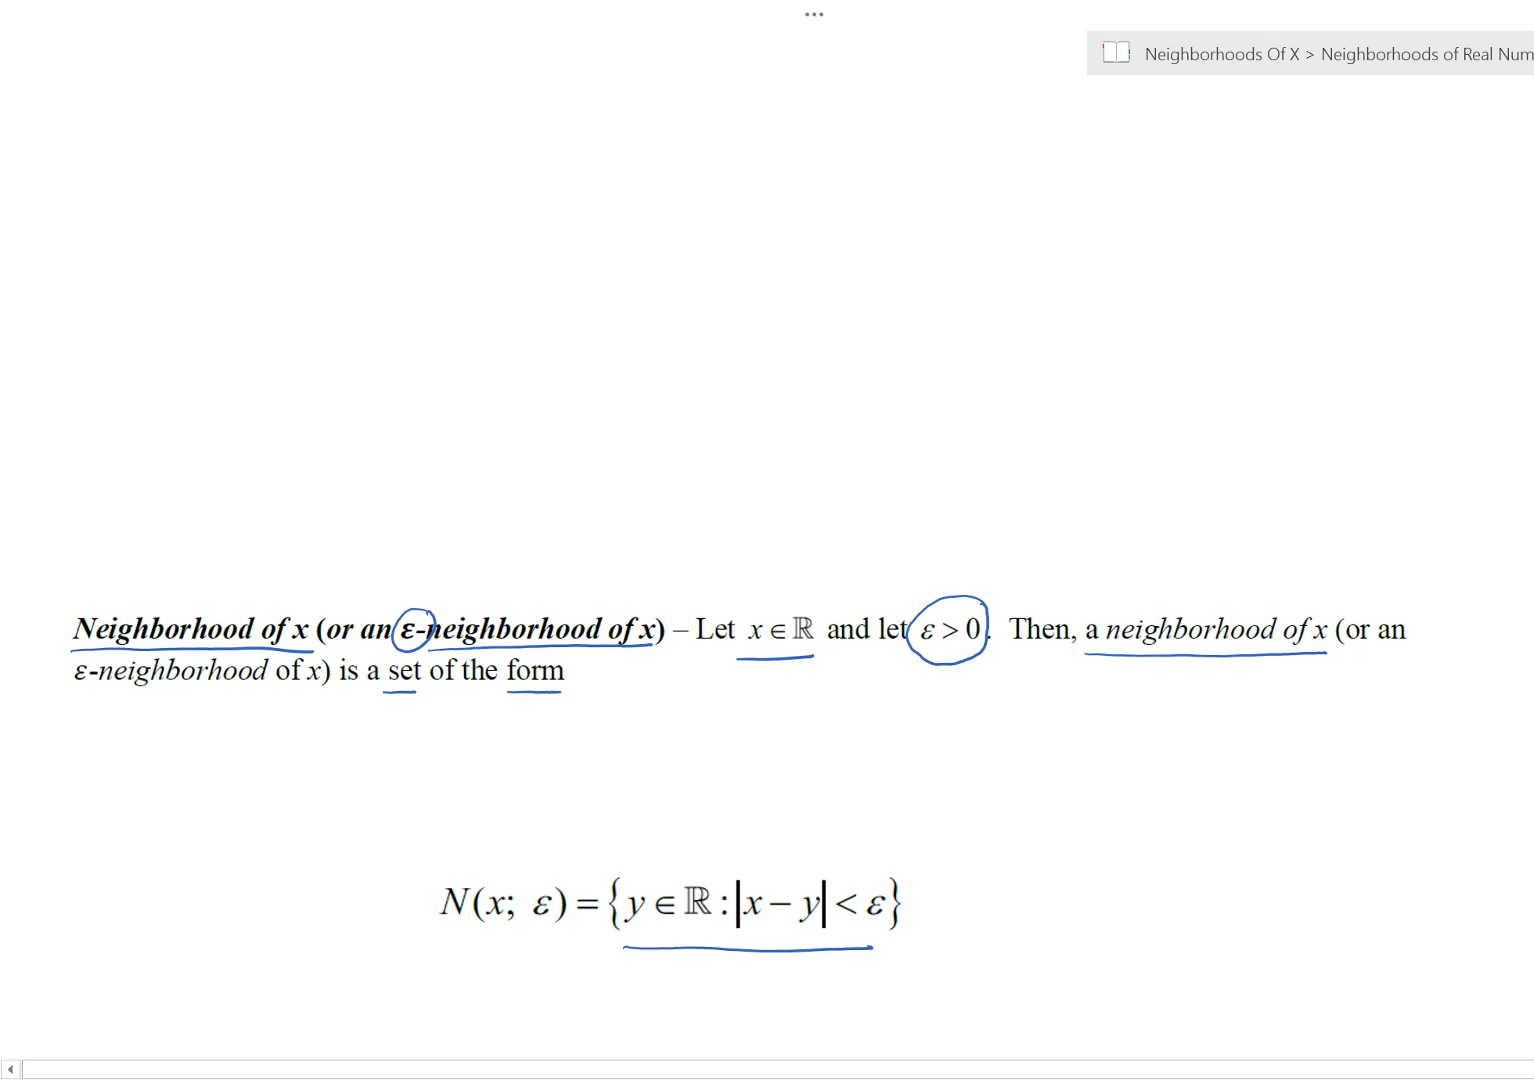 ...
Neighborhoods Of X > Neighborhoods of Real Num
Neighborhood of x (or an ε-neighborhood of x) – Let x ∈ ℝ and let ε > 0. Then, a neighborhood of x (or an
ε-neighborhood of x) is a set of the form
N(x; ε) = {y ∈ ℝ : |x − y| < ε}